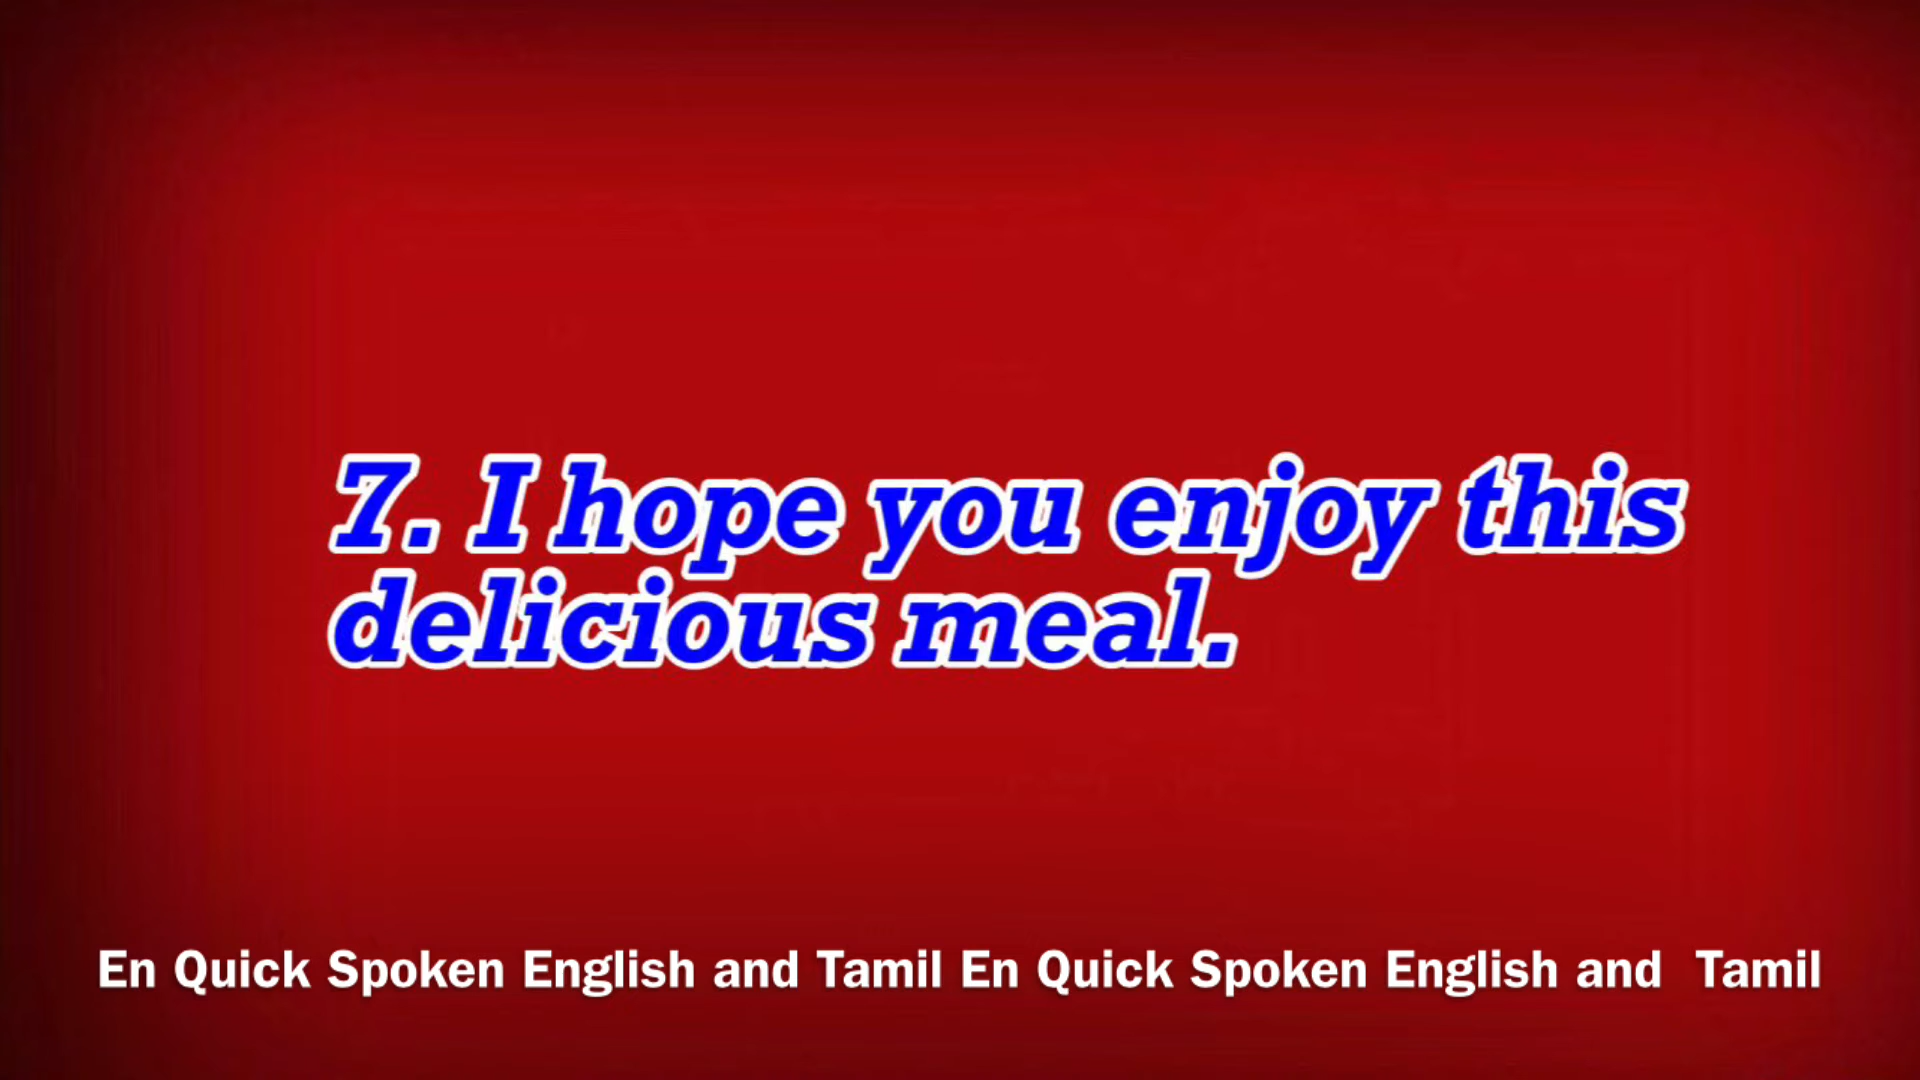 7. I hope you enjoy this
delicious meal.
En Quick Spoken English and Tamil En Quick Spoken English and  Tamil